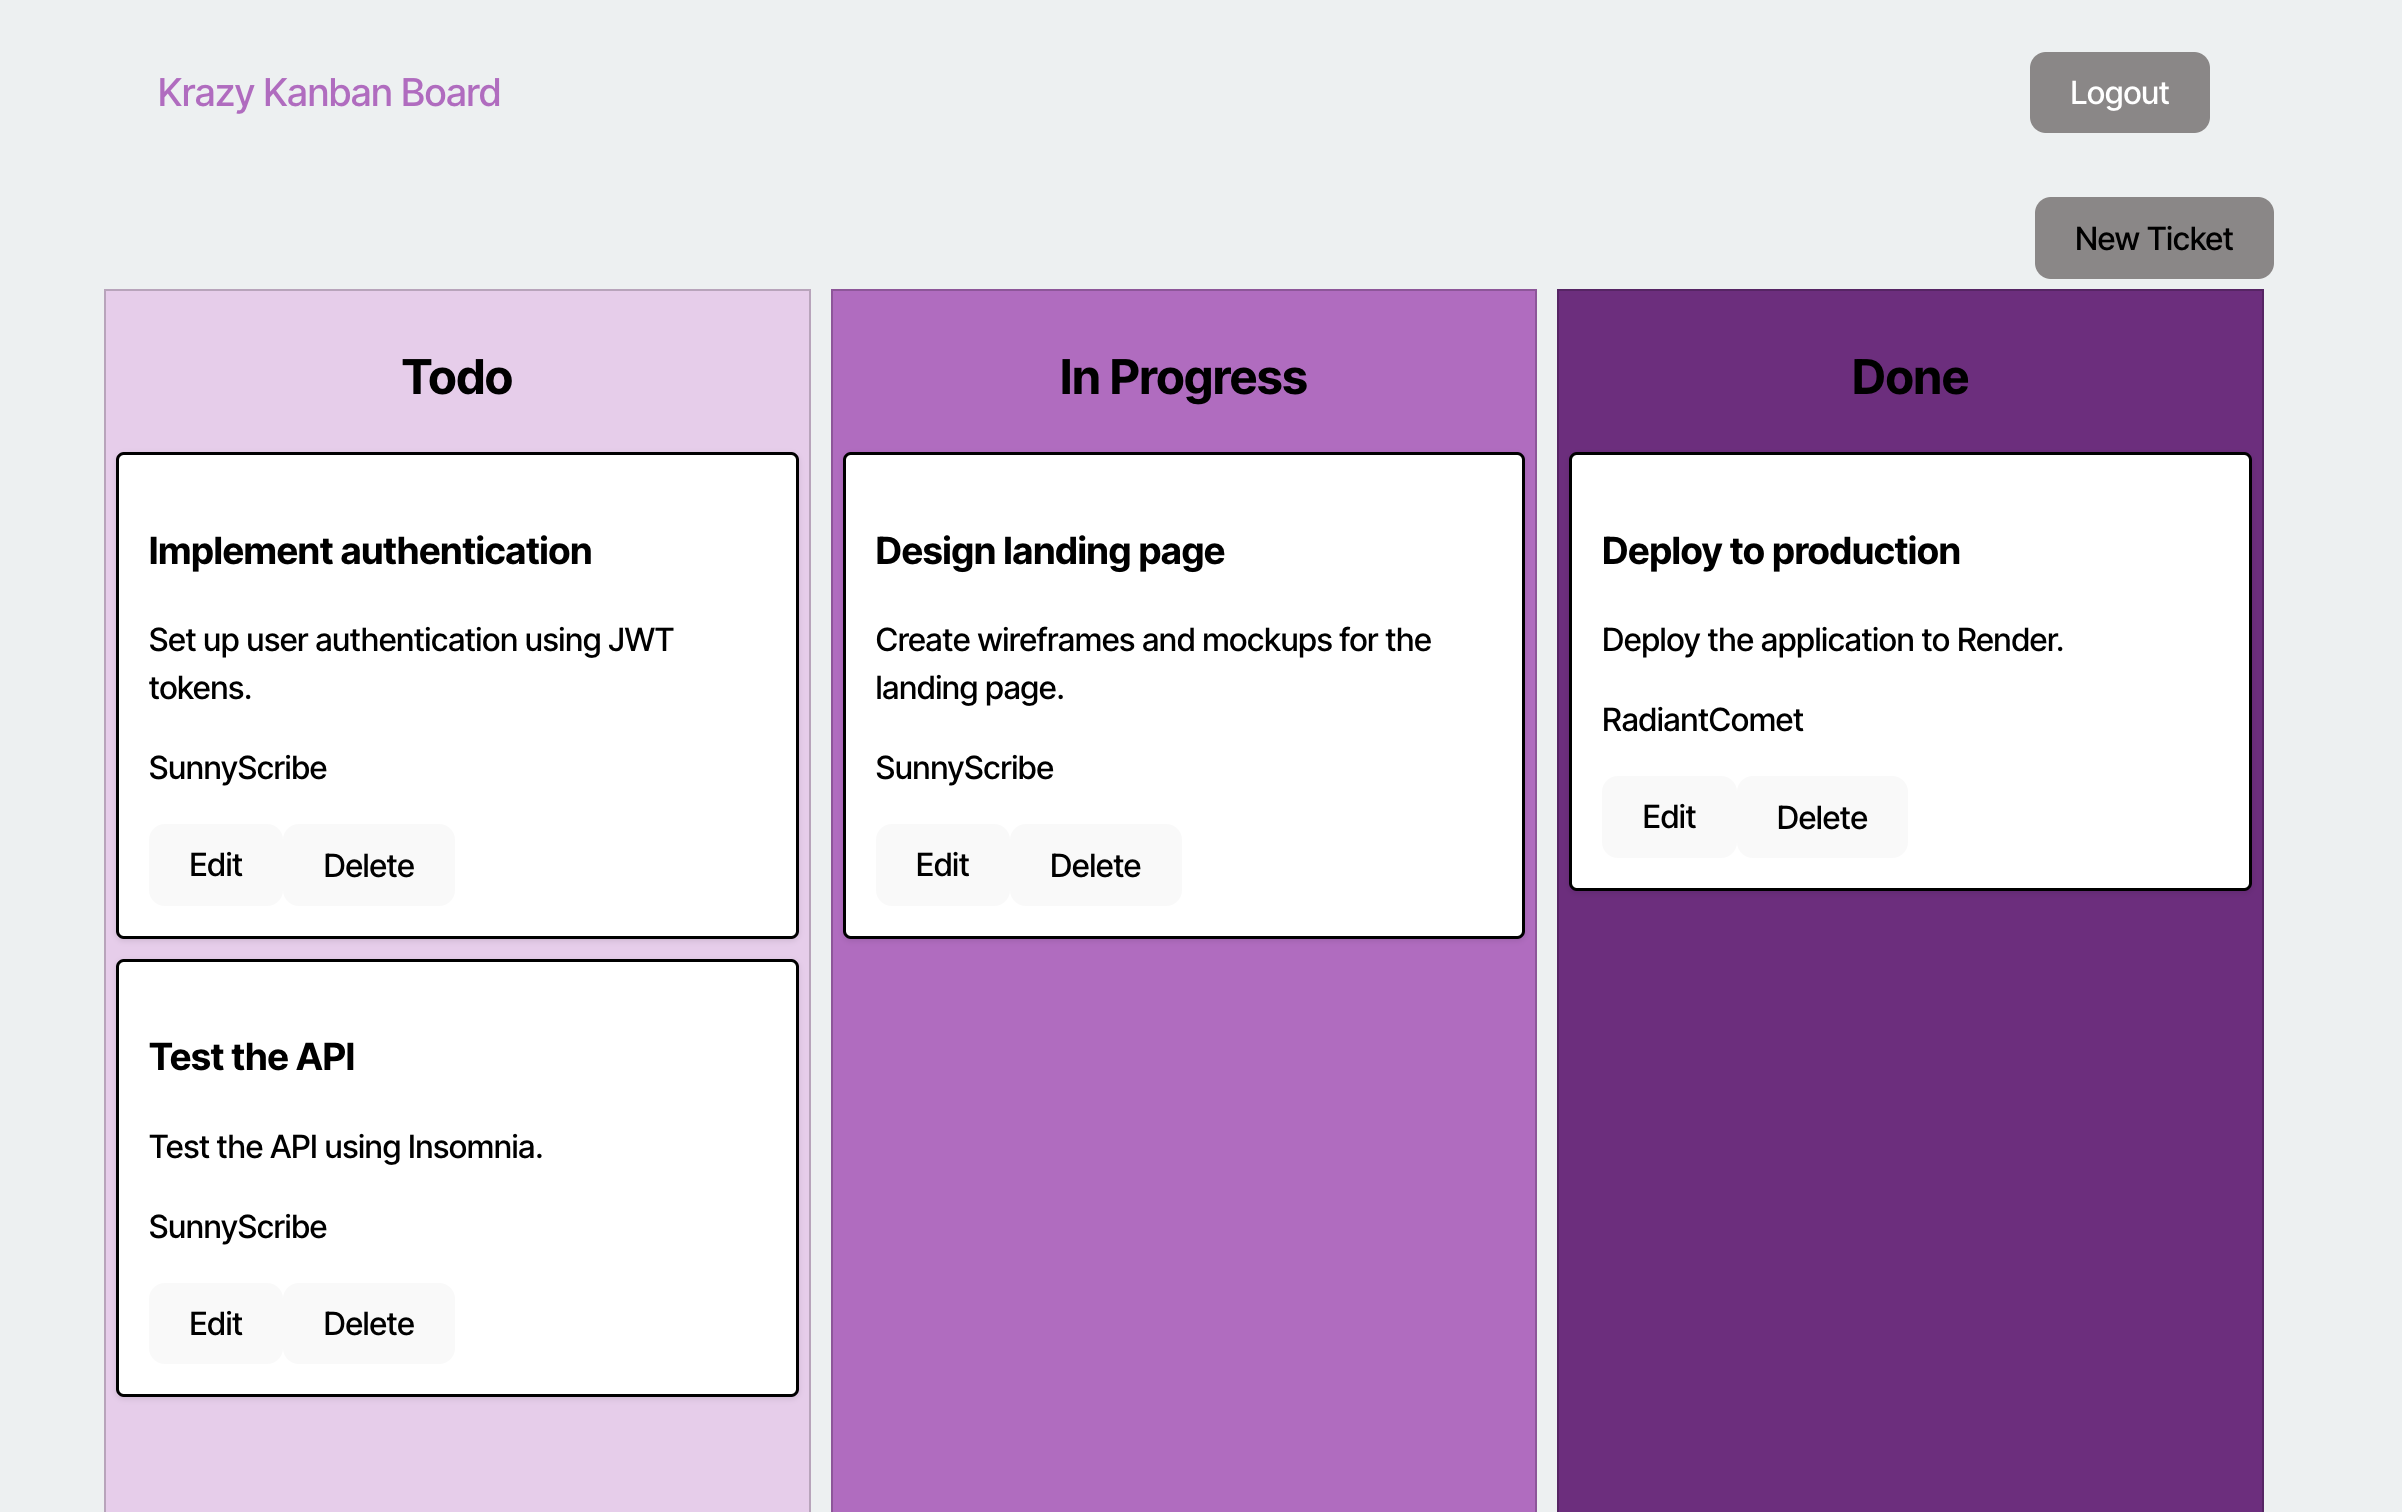 Krazy Kanban Board
Logout
New Ticket
Todo
Implement authentication
Set up user authentication using JWT
tokens.
SunnyScribe
Edit
Delete
Test the API
Test the API using Insomnia.
SunnyScribe
Edit
Delete
In Progress
Design landing page
Create wireframes and mockups for the
landing page.
SunnyScribe
Edit
Delete
Done
Deploy to production
Deploy the application to Render.
RadiantComet
Edit
Delete